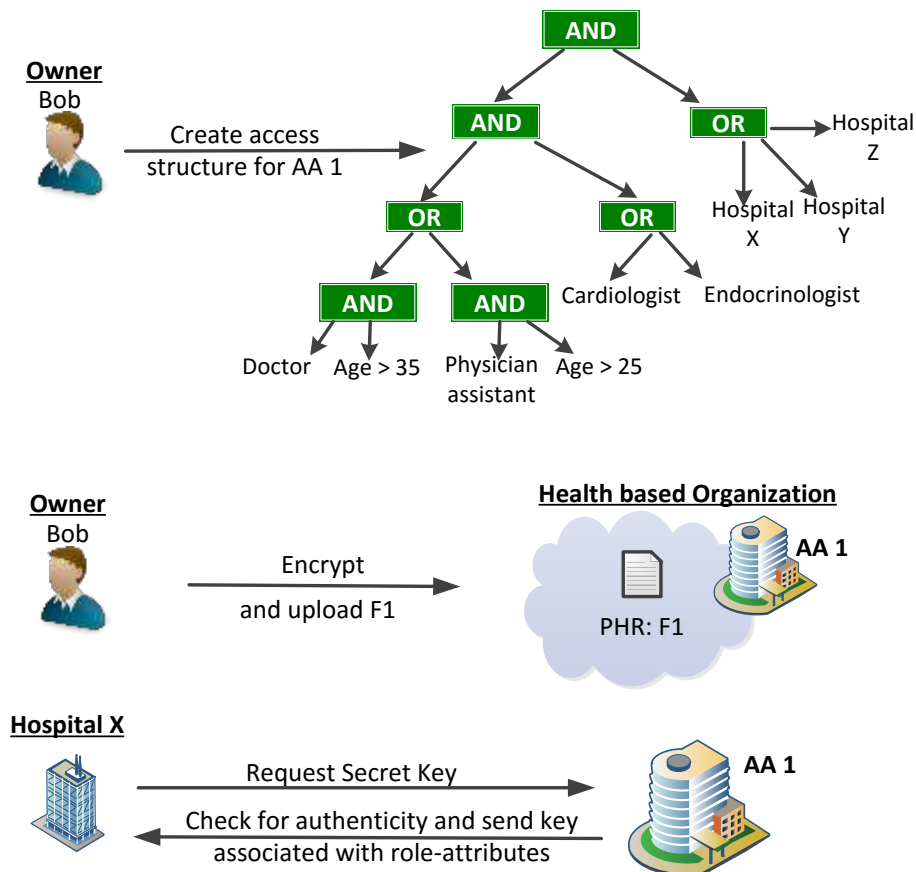 AND
Owner
Bob
Create access
structure for AA 1
AND
OR
Hospital
Z
OR
OR
Hospital
X
Hospital
Y
AND
AND
Cardiologist
Endocrinologist
Doctor
Age > 35
Physician
assistant
Age > 25
Owner
Bob
Encrypt
and upload F1
Health based Organization
AA 1
PHR: F1
Hospital X
Request Secret Key
Check for authenticity and send key
associated with role-attributes
AA 1